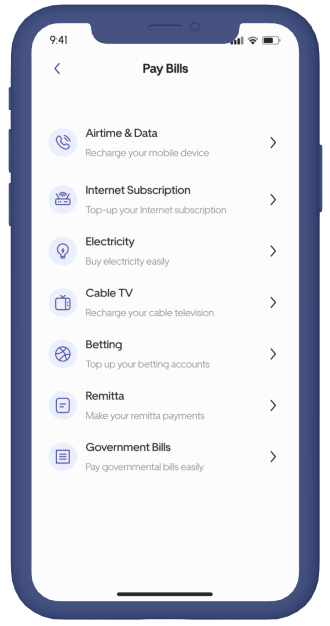 9:41
Pay Bills
Airtime & Data
Recharge your mobile device
Internet Subscription
Top-up your Internet subscription
Electricity
Buy electricity easily
Cable TV
Recharge your cable television
Betting
Top up your betting accounts
Remitta
Make your remitta payments
Government Bills
Pay governmental bills easily